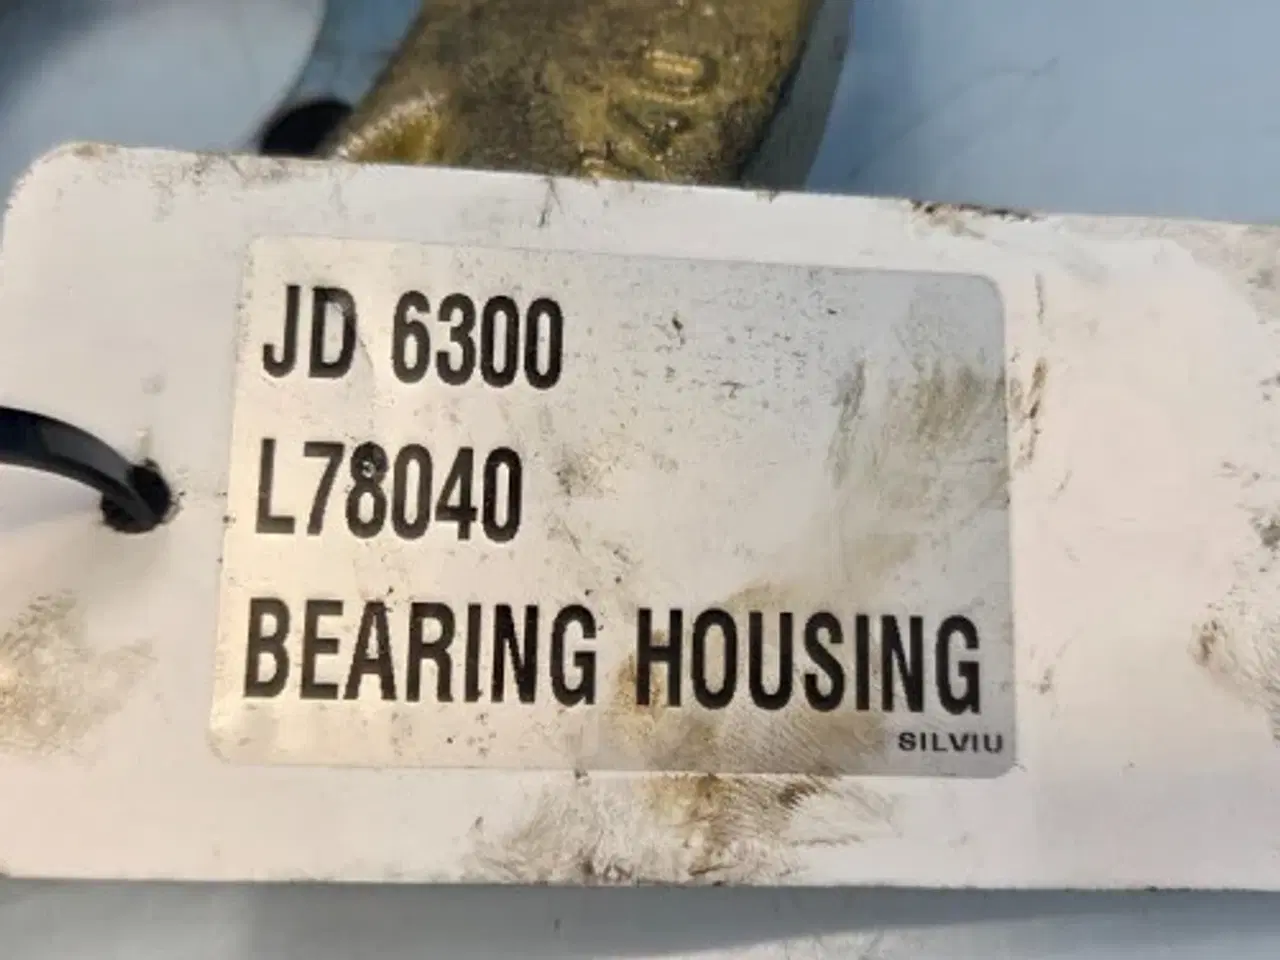 JD 6300
L78040
BEARING HOUSING
SILVIU